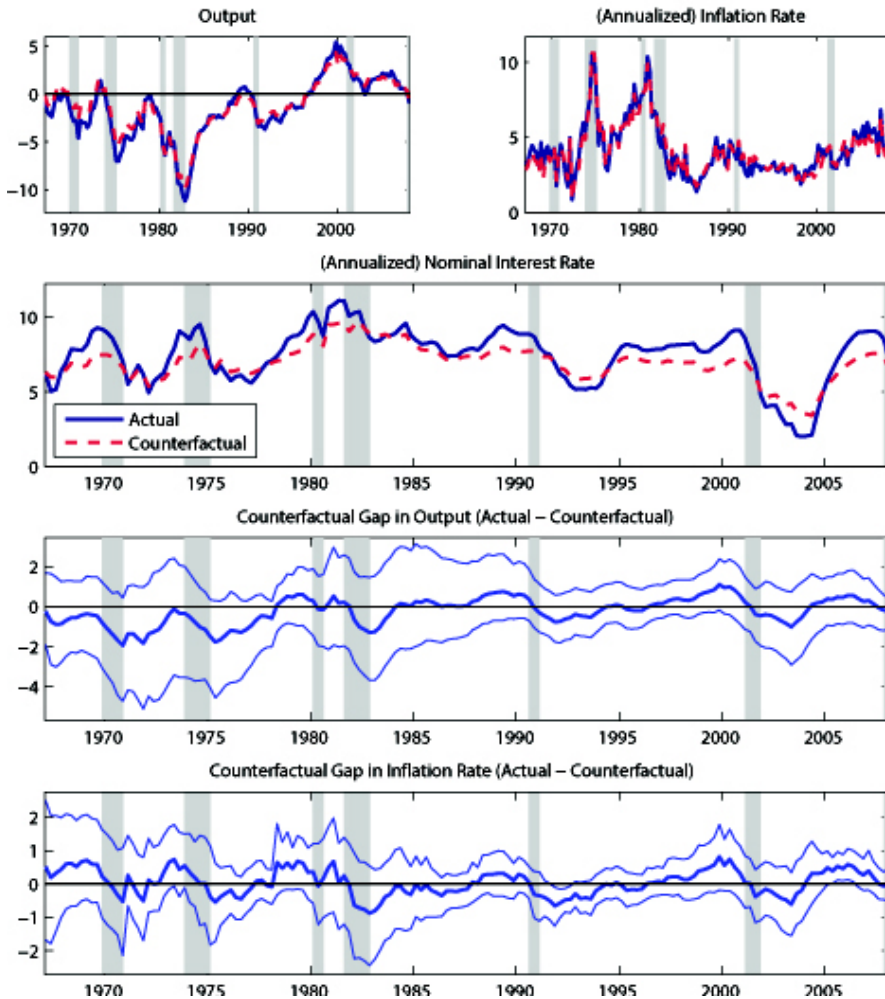 Output
5
0
−5
−10
1970 1980 1990 2000
(Annualized) Inflation Rate
10
5
0
1970 1980 1990 2000
(Annualized) Nominal Interest Rate
10
5
0
Actual
Counterfactual
1970 1975 1980 1985 1990 1995 2000 2005
Counterfactual Gap in Output (Actual − Counterfactual)
2
0
−2
−4
1970 1975 1980 1985 1990 1995 2000 2005
Counterfactual Gap in Inflation Rate (Actual − Counterfactual)
2
1
0
−1
−2
1970 1975 1980 1985 1990 1995 2000 2005